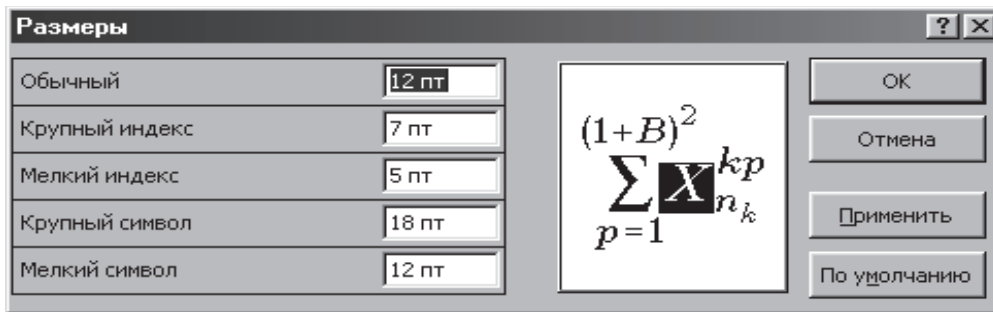 Размеры
Обычный 12 пт
Крупный индекс 7 пт
Мелкий индекс 5 пт
Крупный символ 18 пт
Мелкий символ 12 пт
(1+B)²
∑ X kp n k
p=1
OK
Отмена
Применить
По умолчанию